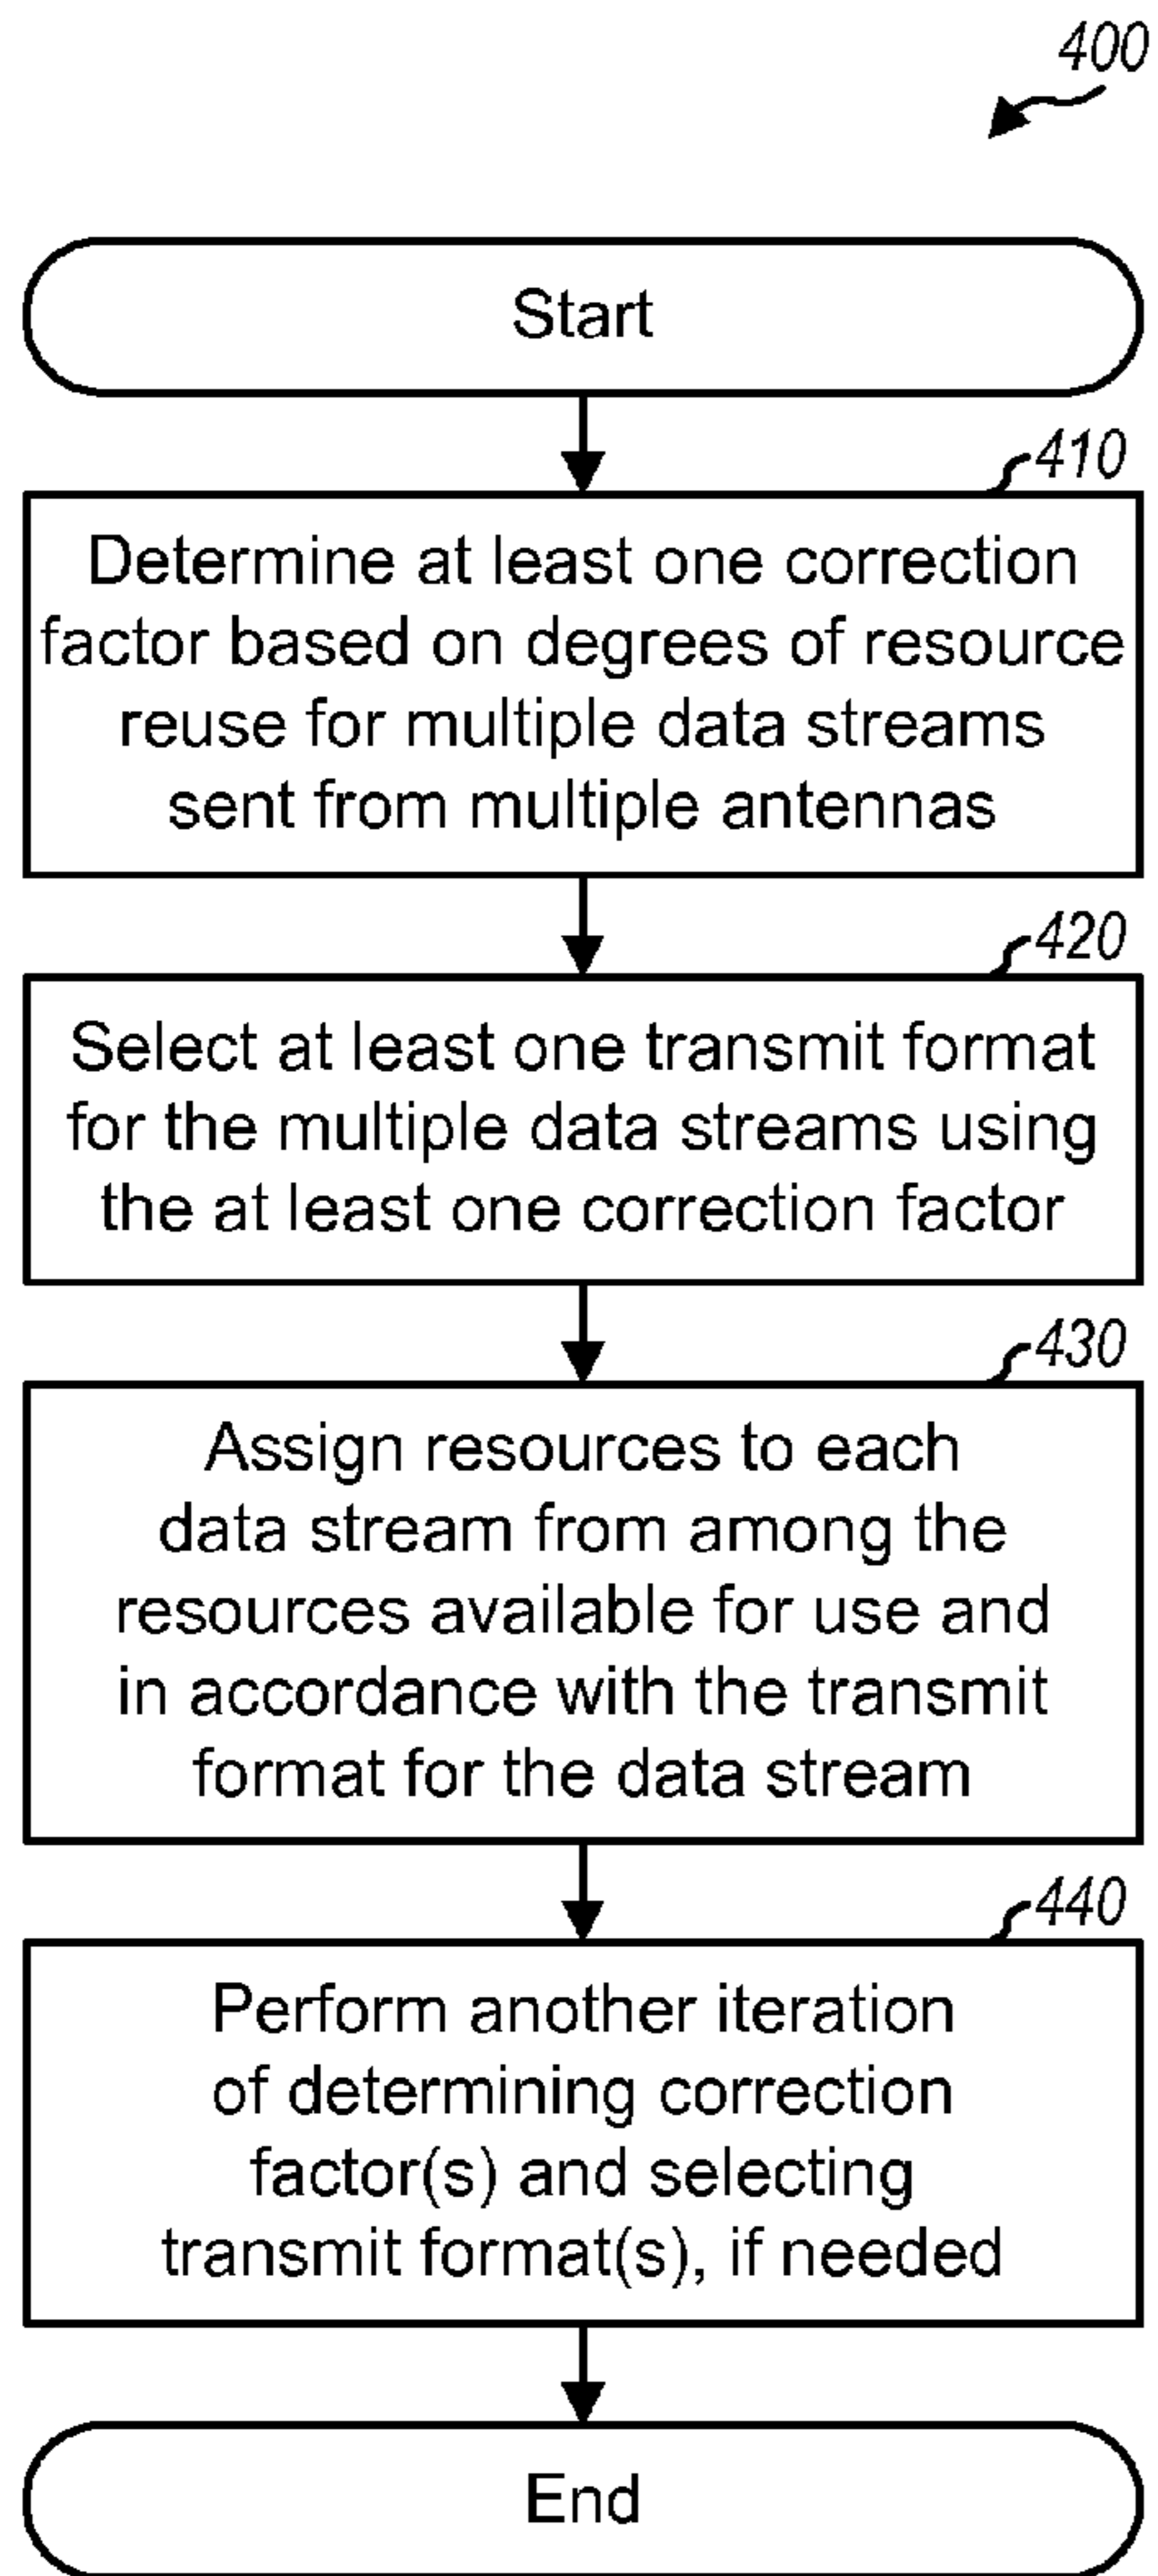 400
Start
410
Determine at least one correction
factor based on degrees of resource
reuse for multiple data streams
sent from multiple antennas
420
Select at least one transmit format
for the multiple data streams using
the at least one correction factor
430
Assign resources to each
data stream from among the
resources available for use and
in accordance with the transmit
format for the data stream
440
Perform another iteration
of determining correction
factor(s) and selecting
transmit format(s), if needed
End